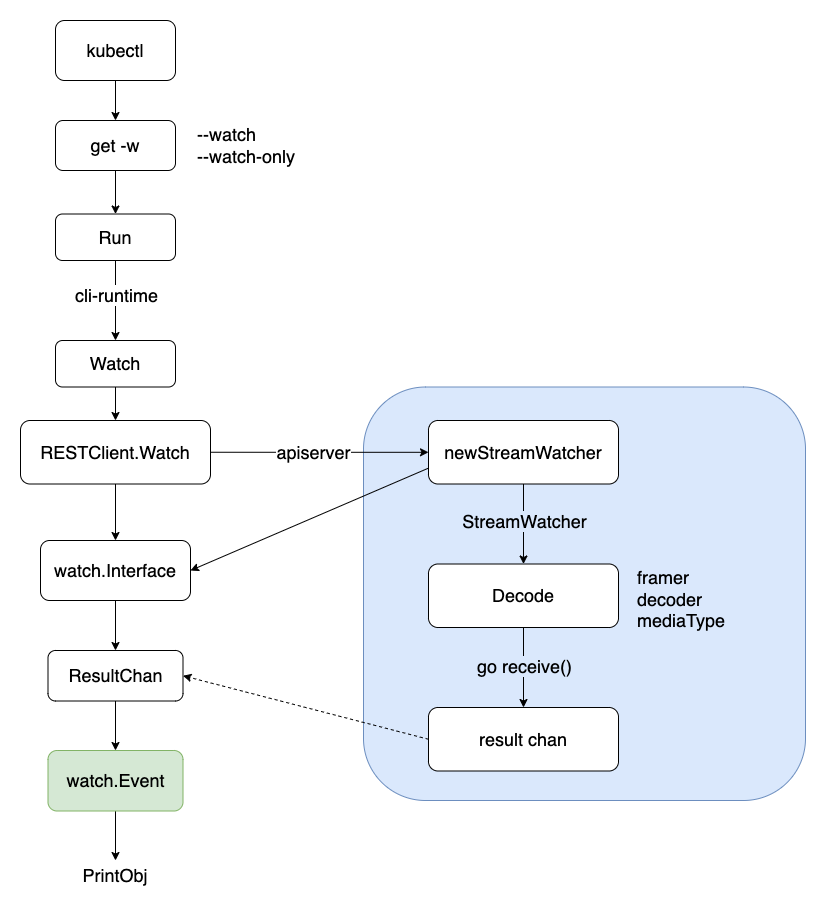 kubectl
get -w
--watch
--watch-only
Run
cli-runtime
Watch
RESTClient.Watch
apiserver
newStreamWatcher
StreamWatcher
watch.Interface
Decode
framer
decoder
mediaType
go receive()
ResultChan
result chan
watch.Event
PrintObj